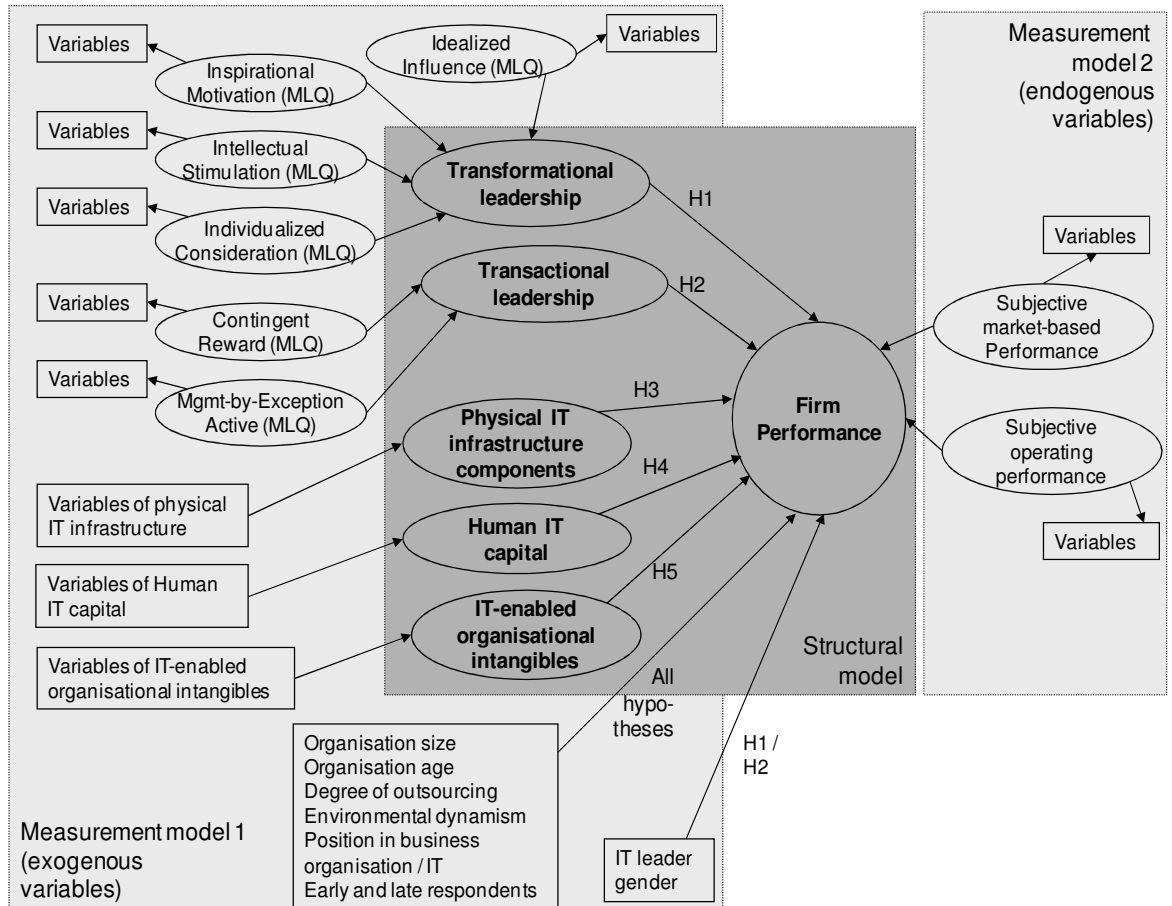 Variables
Idealized
Influence (MLQ)
Variables
Inspirational
Motivation (MLQ)
Variables
Intellectual
Stimulation (MLQ)
Variables
Individualized
Consideration (MLQ)
Variables
Contingent
Reward (MLQ)
Variables
Mgmt-by-Exception
Active (MLQ)
Transformational
leadership
H1
Transactional
leadership
H2
Physical IT
infrastructure
components
H3
Human IT
capital
H4
IT-enabled
organisational
intangibles
H5
Firm
Performance
Structural
model
Measurement
model 2
(endogenous
variables)
Variables
Subjective
market-based
Performance
Subjective
operating
performance
Variables
Variables of physical
IT infrastructure
Variables of Human
IT capital
Variables of IT-enabled
organisational intangibles
All
hypo-
theses
Organisation size
Organisation age
Degree of outsourcing
Environmental dynamism
Position in business
organisation / IT
Early and late respondents
H1 /
H2
IT leader
gender
Measurement model 1
(exogenous
variables)